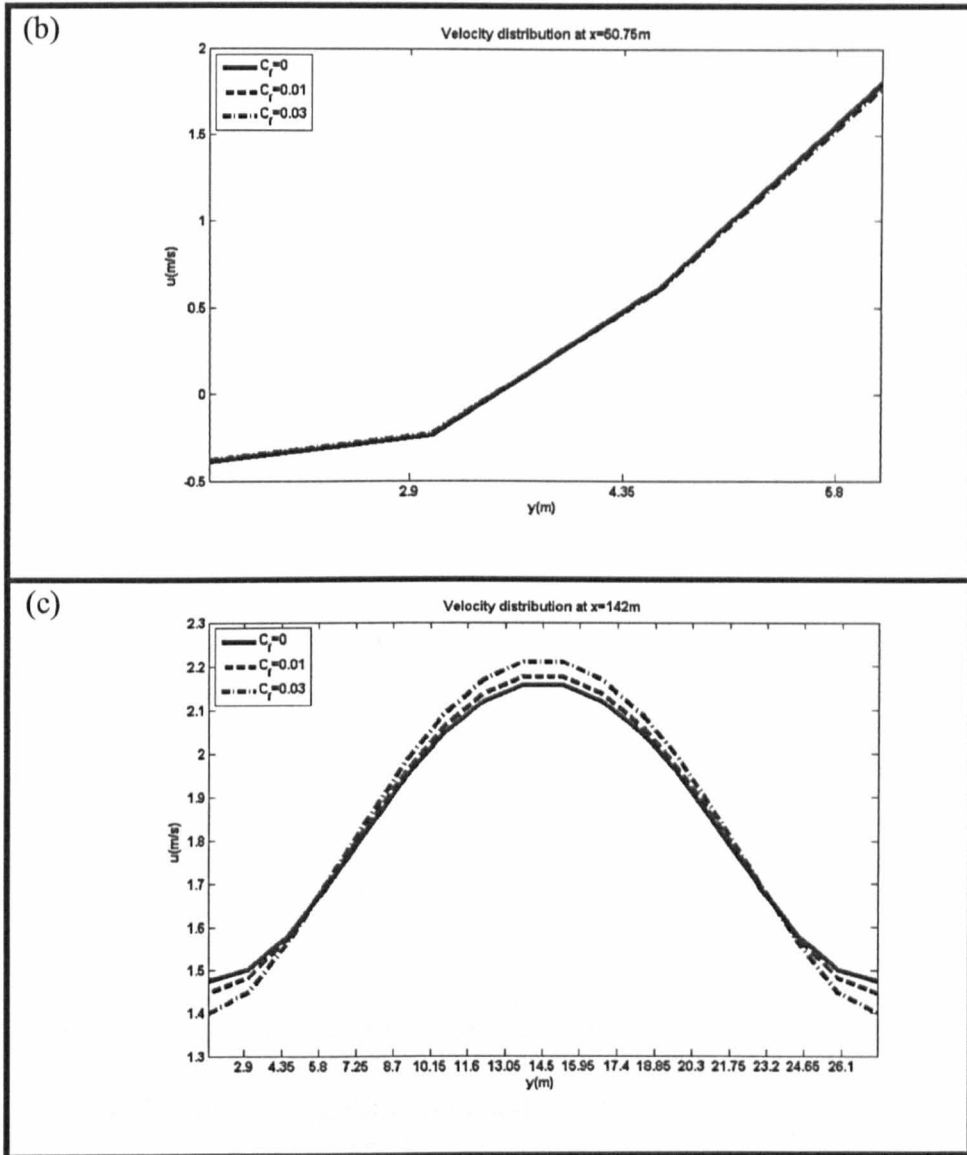 (b)
Velocity distribution at x=50.75m
C_f=0
C_f=0.01
C_f=0.03
2
1.5
1
0.5
0
-0.5
u(m/s)
2.9 4.35 5.8
y(m)
(c)
Velocity distribution at x=142m
C_f=0
C_f=0.01
C_f=0.03
2.3
2.2
2.1
2
1.9
1.8
1.7
1.6
1.5
1.4
1.3
u(m/s)
2.9 4.35 5.8 7.25 8.7 10.15 11.6 13.05 14.5 15.95 17.4 18.85 20.3 21.75 23.2 24.65 26.1
y(m)